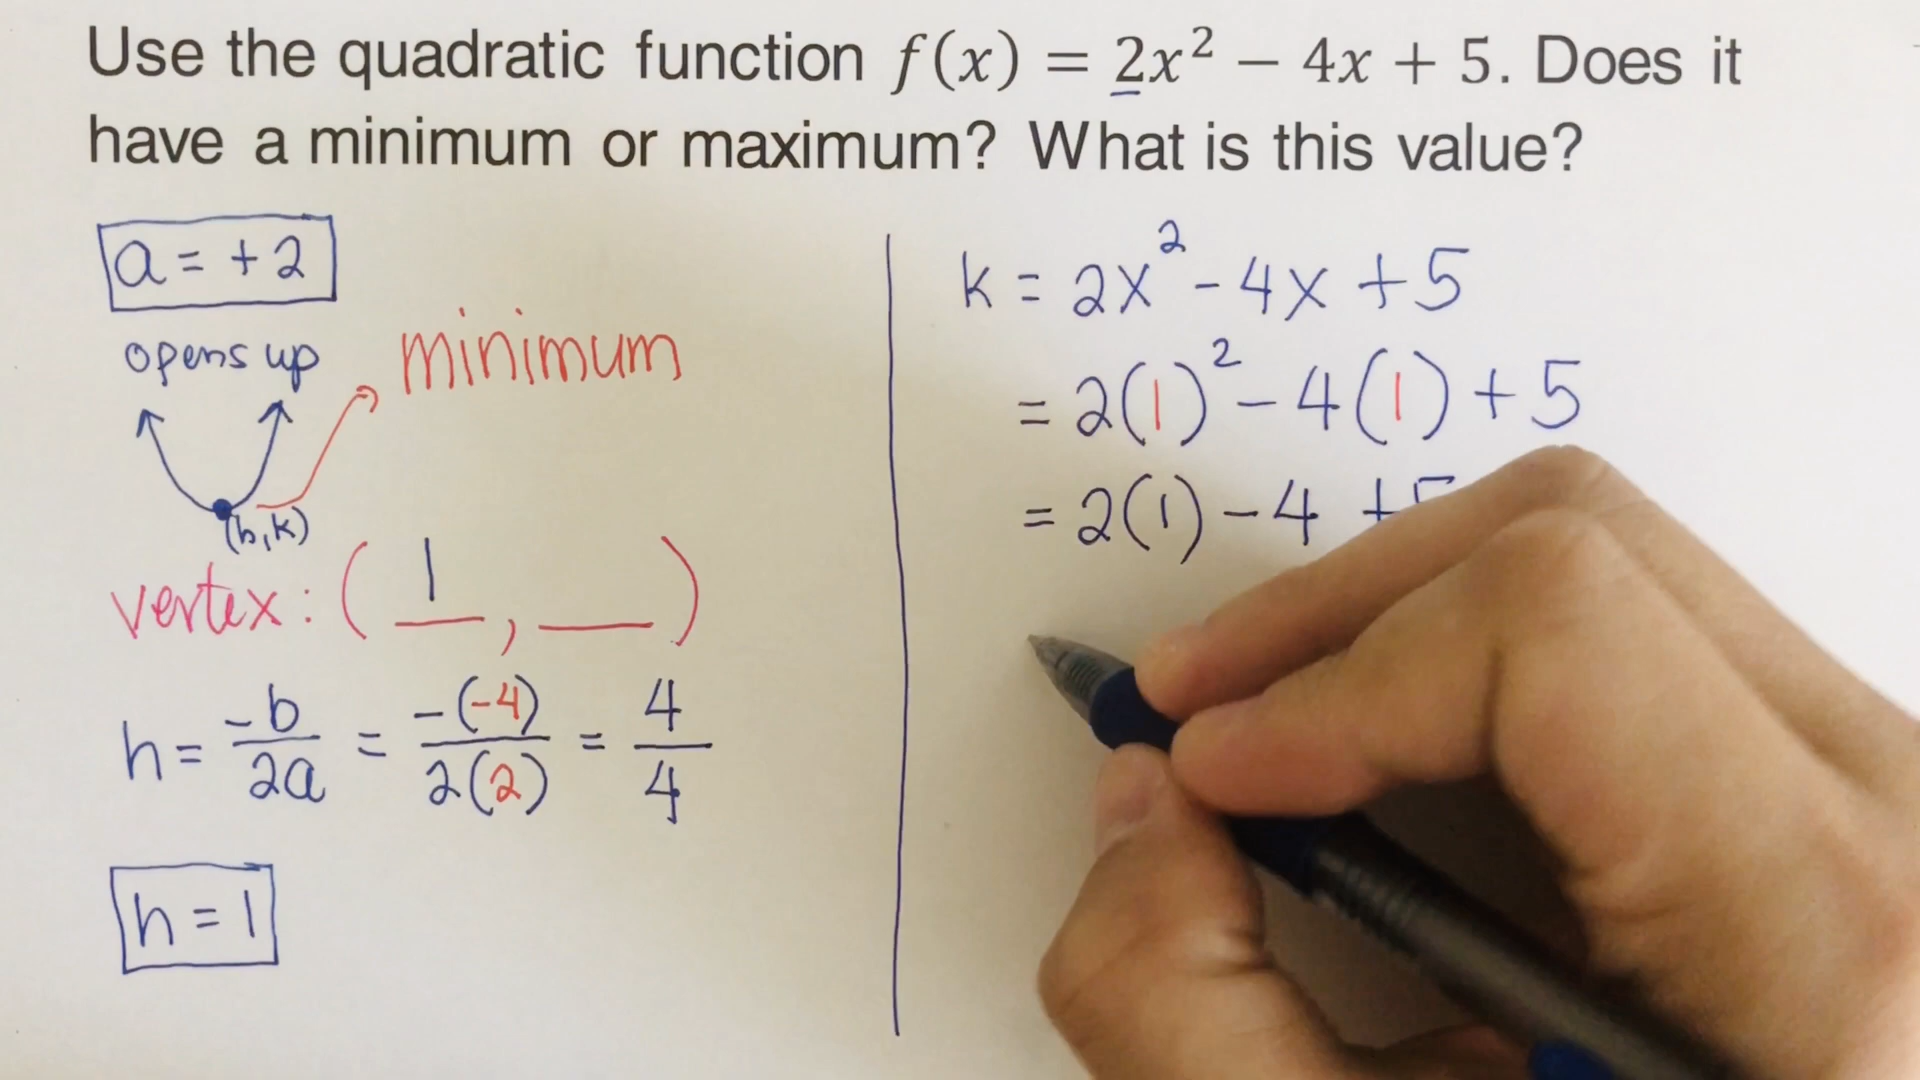 Use the quadratic function f(x) = 2x² − 4x + 5. Does it
have a minimum or maximum? What is this value?
a = +2
opens up
minimum
(h,k)
vertex: ( 1 , __ )
h = -b/2a = -(-4)/2(2) = 4/4
h = 1
k = 2x² - 4x + 5
= 2(1)² - 4(1) + 5
= 2(1) - 4 +